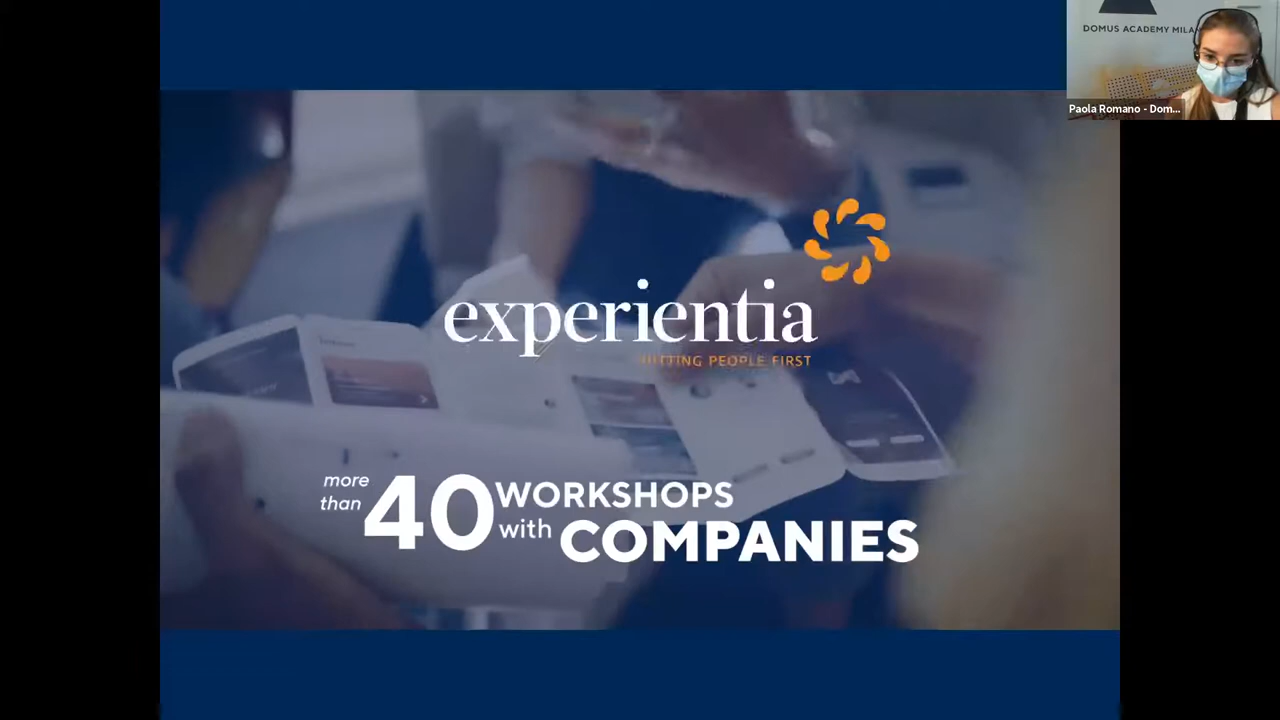 DOMUS ACADEMY MILA
Paola Romano - Dom...
experientia
PUTTING PEOPLE FIRST
more
than
40 WORKSHOPS
with COMPANIES